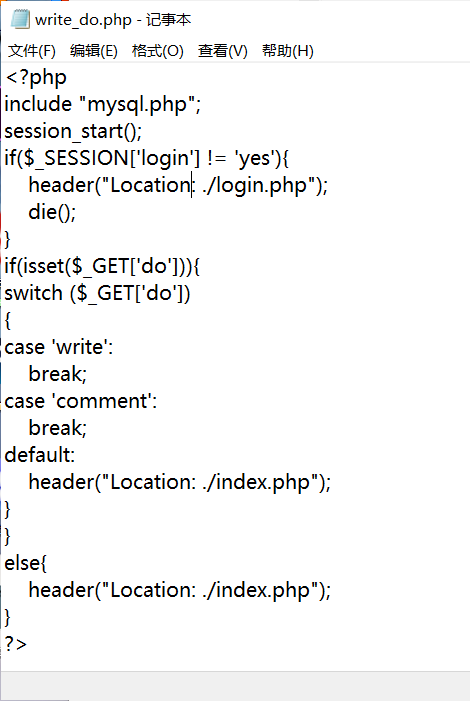 write_do.php - 记事本
文件(F) 编辑(E) 格式(O) 查看(V) 帮助(H)
<?php
include "mysql.php";
session_start();
if($_SESSION['login'] != 'yes'){
    header("Location: ./login.php");
    die();
}
if(isset($_GET['do'])){
switch ($_GET['do'])
{
case 'write':
    break;
case 'comment':
    break;
default:
    header("Location: ./index.php");
}
}
else{
    header("Location: ./index.php");
}
?>